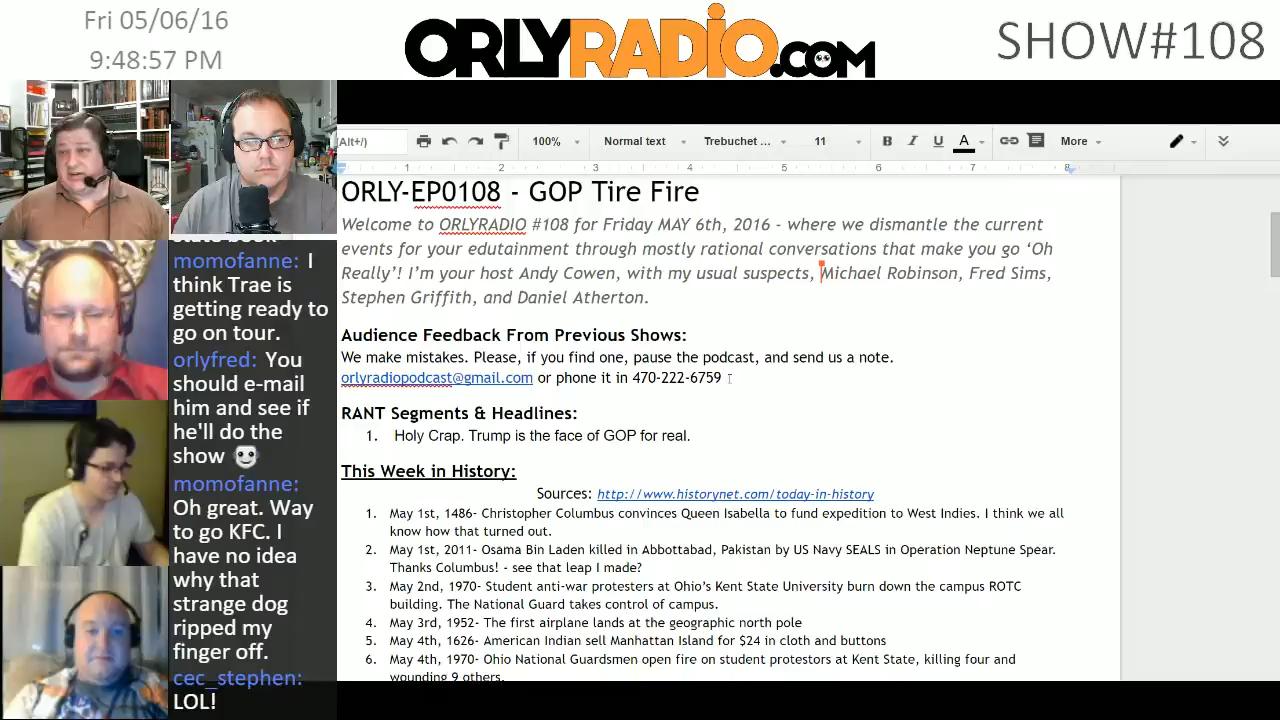 Fri 05/06/16
9:48:57 PM
ORLYRADiO.COM
SHOW#108
(Alt+/)
100%
Normal text
Trebuchet ...
11
B I U A
More
1 2 3 4 5 6 7 8
ORLY-EP0108 - GOP Tire Fire
Welcome to ORLYRADIO #108 for Friday MAY 6th, 2016 - where we dismantle the current
events for your edutainment through mostly rational conversations that make you go ‘Oh
Really’! I’m your host Andy Cowen, with my usual suspects, Michael Robinson, Fred Sims,
Stephen Griffith, and Daniel Atherton.
Audience Feedback From Previous Shows:
We make mistakes. Please, if you find one, pause the podcast, and send us a note.
orlyradiopodcast@gmail.com or phone it in 470-222-6759
RANT Segments & Headlines:
1. Holy Crap. Trump is the face of GOP for real.
This Week in History:
Sources: http://www.historynet.com/today-in-history
1. May 1st, 1486- Christopher Columbus convinces Queen Isabella to fund expedition to West Indies. I think we all
know how that turned out.
2. May 1st, 2011- Osama Bin Laden killed in Abbottabad, Pakistan by US Navy SEALS in Operation Neptune Spear.
Thanks Columbus! - see that leap I made?
3. May 2nd, 1970- Student anti-war protesters at Ohio’s Kent State University burn down the campus ROTC
building. The National Guard takes control of campus.
4. May 3rd, 1952- The first airplane lands at the geographic north pole
5. May 4th, 1626- American Indian sell Manhattan Island for $24 in cloth and buttons
6. May 4th, 1970- Ohio National Guardsmen open fire on student protestors at Kent State, killing four and
wounding 9 others.
momofanne: I
think Trae is
getting ready to
go on tour.
orlyfred: You
should e-mail
him and see if
he'll do the
show
momofanne:
Oh great. Way
to go KFC. I
have no idea
why that
strange dog
ripped my
finger off.
cec_stephen:
LOL!